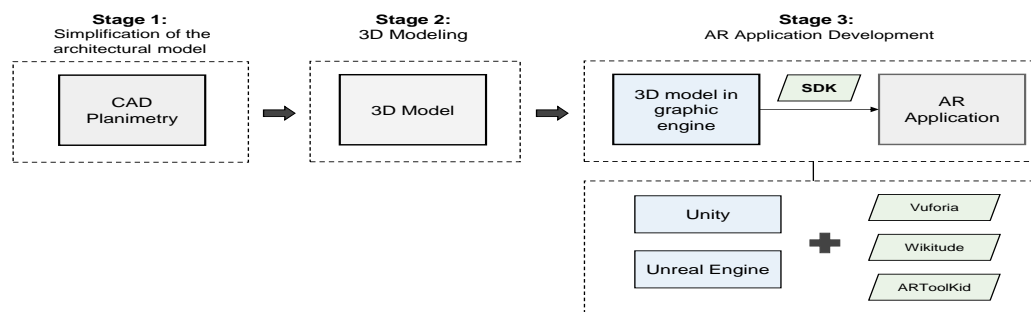 Stage 1:
Simplification of the
architectural model
CAD
Planimetry
Stage 2:
3D Modeling
3D Model
Stage 3:
AR Application Development
3D model in
graphic
engine
SDK
AR
Application
Unity
Unreal Engine
Vuforia
Wikitude
ARToolKid